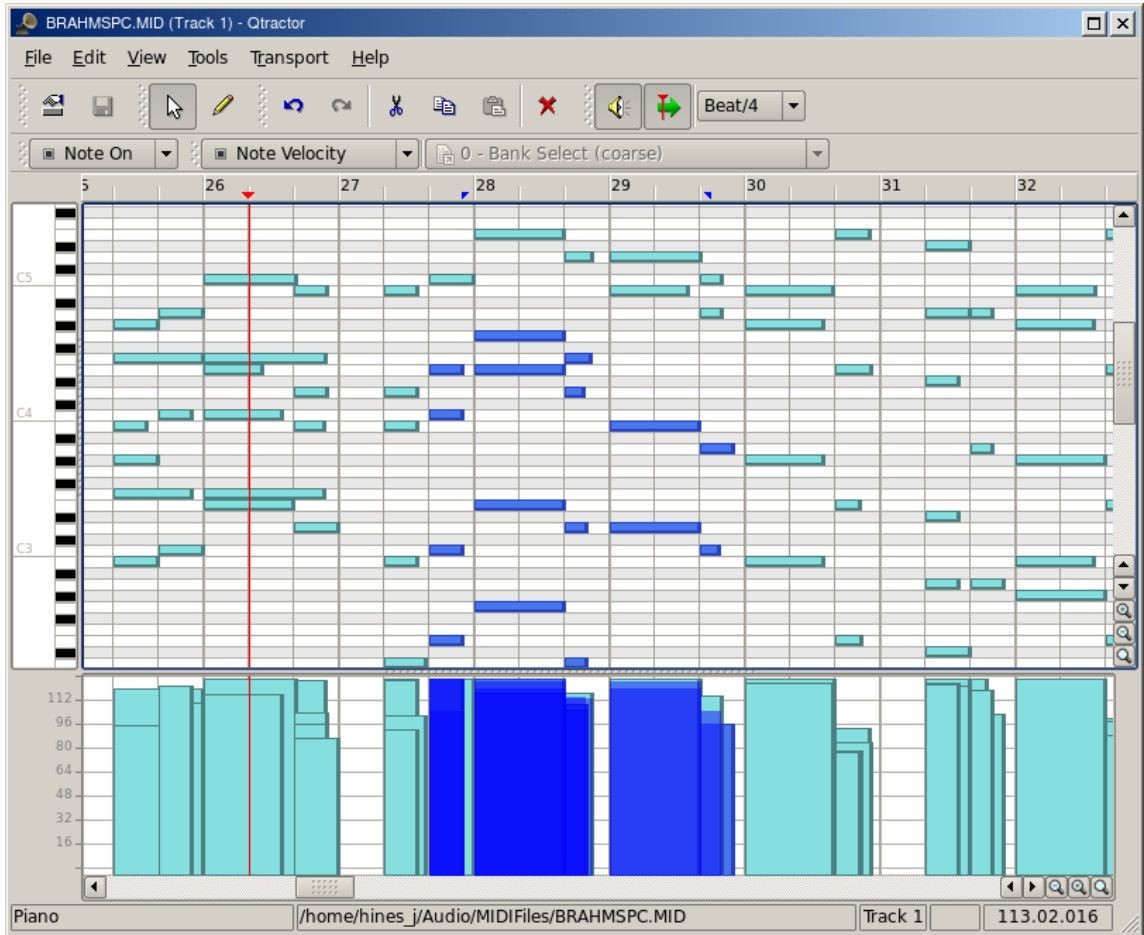 BRAHMSPC.MID (Track 1) - Qtractor
File Edit View Tools Transport Help
Beat/4
Note On Note Velocity 0 - Bank Select (coarse)
5 26 27 28 29 30 31 32
C5
C4
C3
112
96
80
64
48
32
16
Piano /home/hines_j/Audio/MIDIFiles/BRAHMSPC.MID Track 1 113.02.016